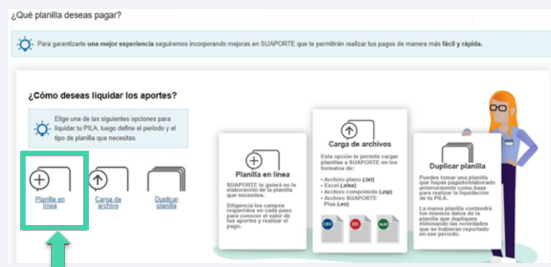 ¿Qué planilla deseas pagar?
Para garantizarte una mejor experiencia seguiremos incorporando mejoras en SUAPORTE que te permitirán realizar tus pagos de manera más fácil y rápida.
¿Cómo deseas liquidar los aportes?
Elige una de las siguientes opciones para
liquidar tu PILA, luego define el periodo y el
tipo de planilla que necesitas.
Planilla en
línea
Carga de
archivo
Duplicar
planilla
Planilla en línea
SUAPORTE te guiará en la
elaboración de la planilla
que necesites.
Diligencia los campos
requeridos en cada paso
para conocer el valor de
tus aportes y realizar el
pago.
Carga de archivos
Esta opción le permite cargar
planillas a SUAPORTE en los
formatos de:
• Archivo plano (.txt)
• Excel (.xlsx)
• Archivo comprimido (.zip)
• Archivo SUAPORTE
Plus (.su)
Duplicar planilla
Puedes tomar una planilla
que hayas pagado/elaborado
anteriormente como base
para realizar la liquidación
de tu PILA.
La nueva planilla contendrá
los mismos datos de la
planilla que dupliques
eliminando las novedades
que se hubieran reportado
en ese periodo.